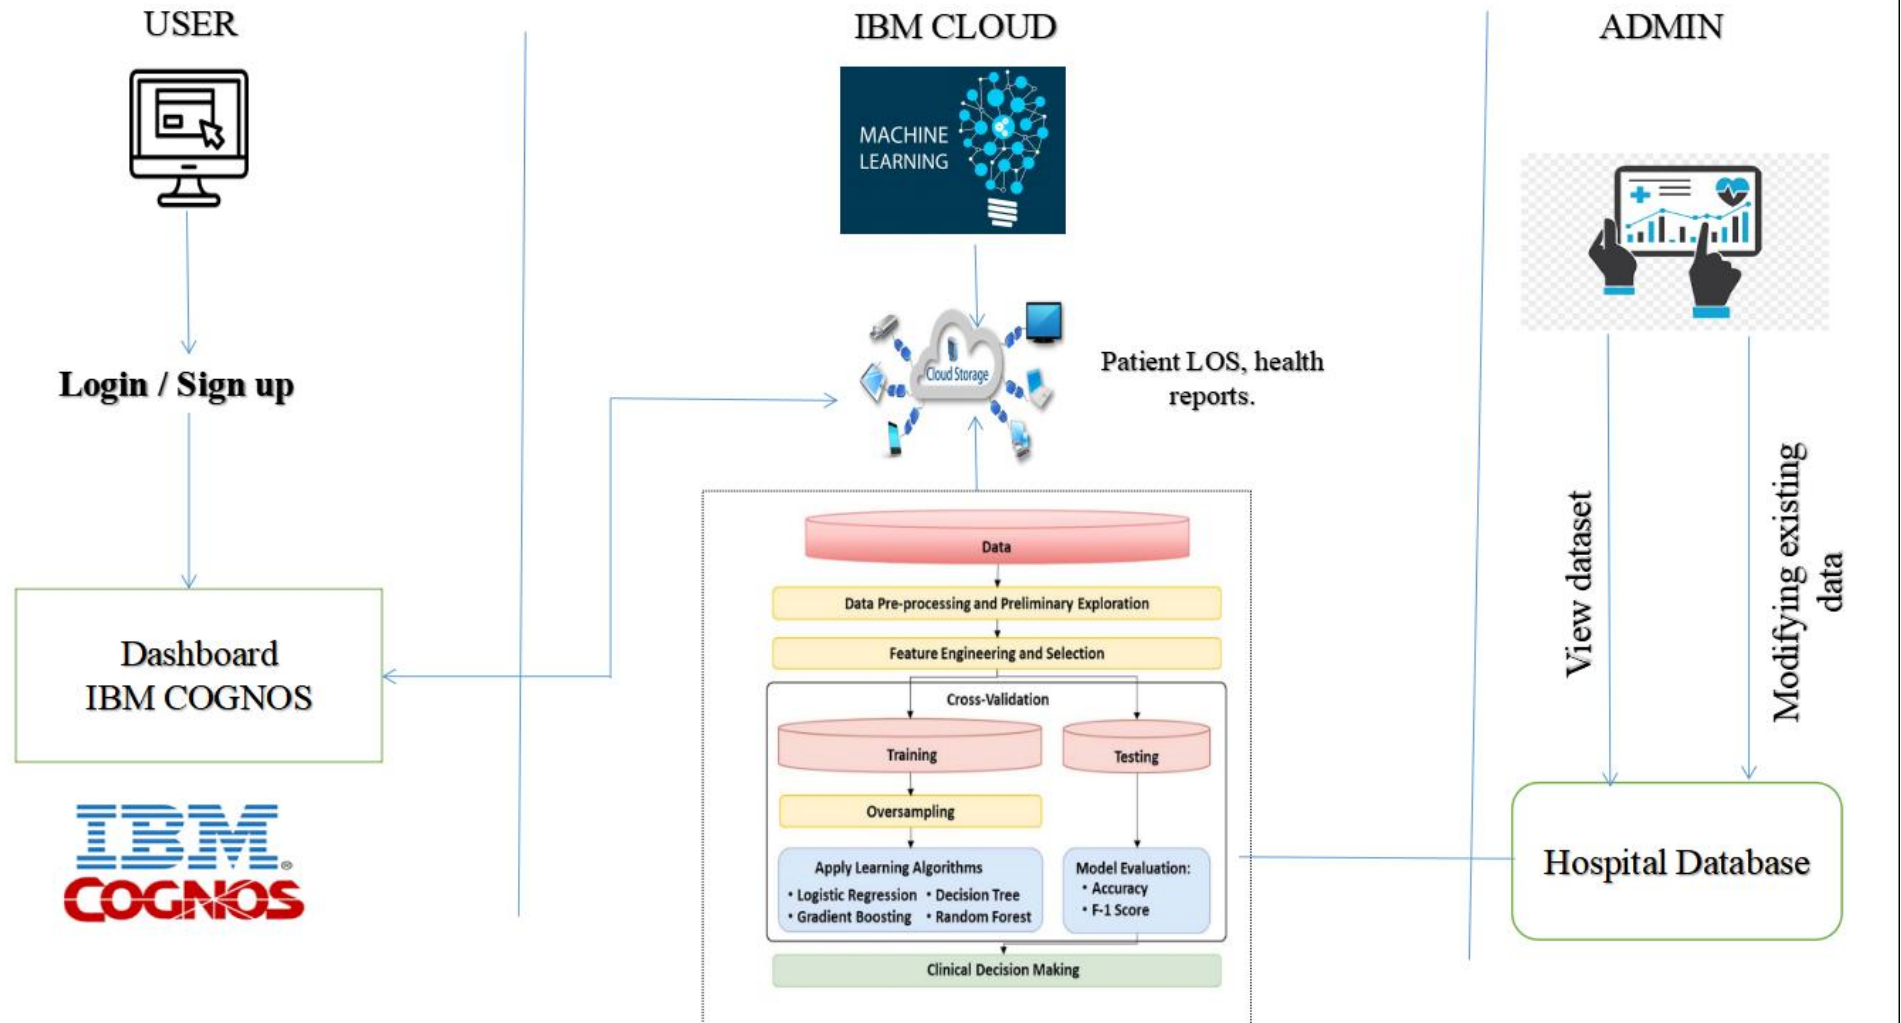 USER
IBM CLOUD
ADMIN
MACHINE
LEARNING
Login / Sign up
Cloud Storage
Patient LOS, health
reports.
Dashboard
IBM COGNOS
IBM®
COGNOS
Data
Data Pre-processing and Preliminary Exploration
Feature Engineering and Selection
Cross-Validation
Training
Testing
Oversampling
Apply Learning Algorithms
• Logistic Regression • Decision Tree
• Gradient Boosting • Random Forest
Model Evaluation:
• Accuracy
• F-1 Score
Clinical Decision Making
View dataset
Modifying existing
data
Hospital Database